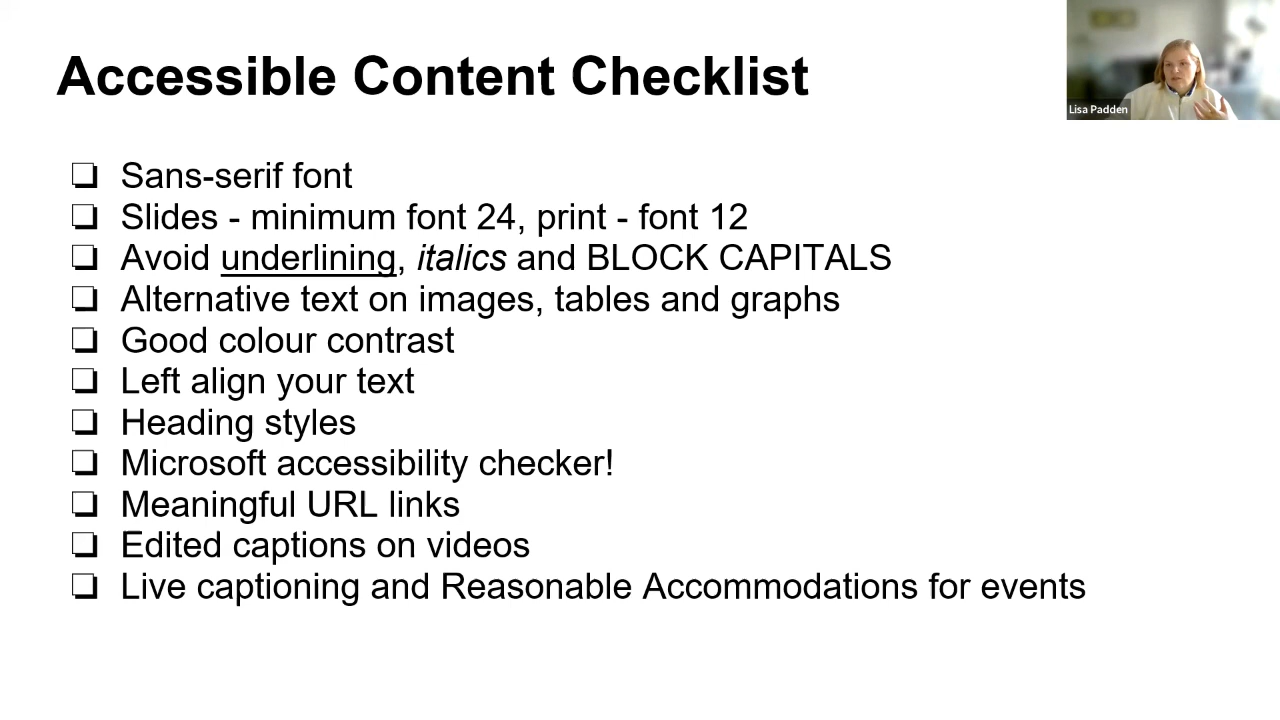 Accessible Content Checklist
Lisa Padden
❏ Sans-serif font
❏ Slides - minimum font 24, print - font 12
❏ Avoid underlining, italics and BLOCK CAPITALS
❏ Alternative text on images, tables and graphs
❏ Good colour contrast
❏ Left align your text
❏ Heading styles
❏ Microsoft accessibility checker!
❏ Meaningful URL links
❏ Edited captions on videos
❏ Live captioning and Reasonable Accommodations for events